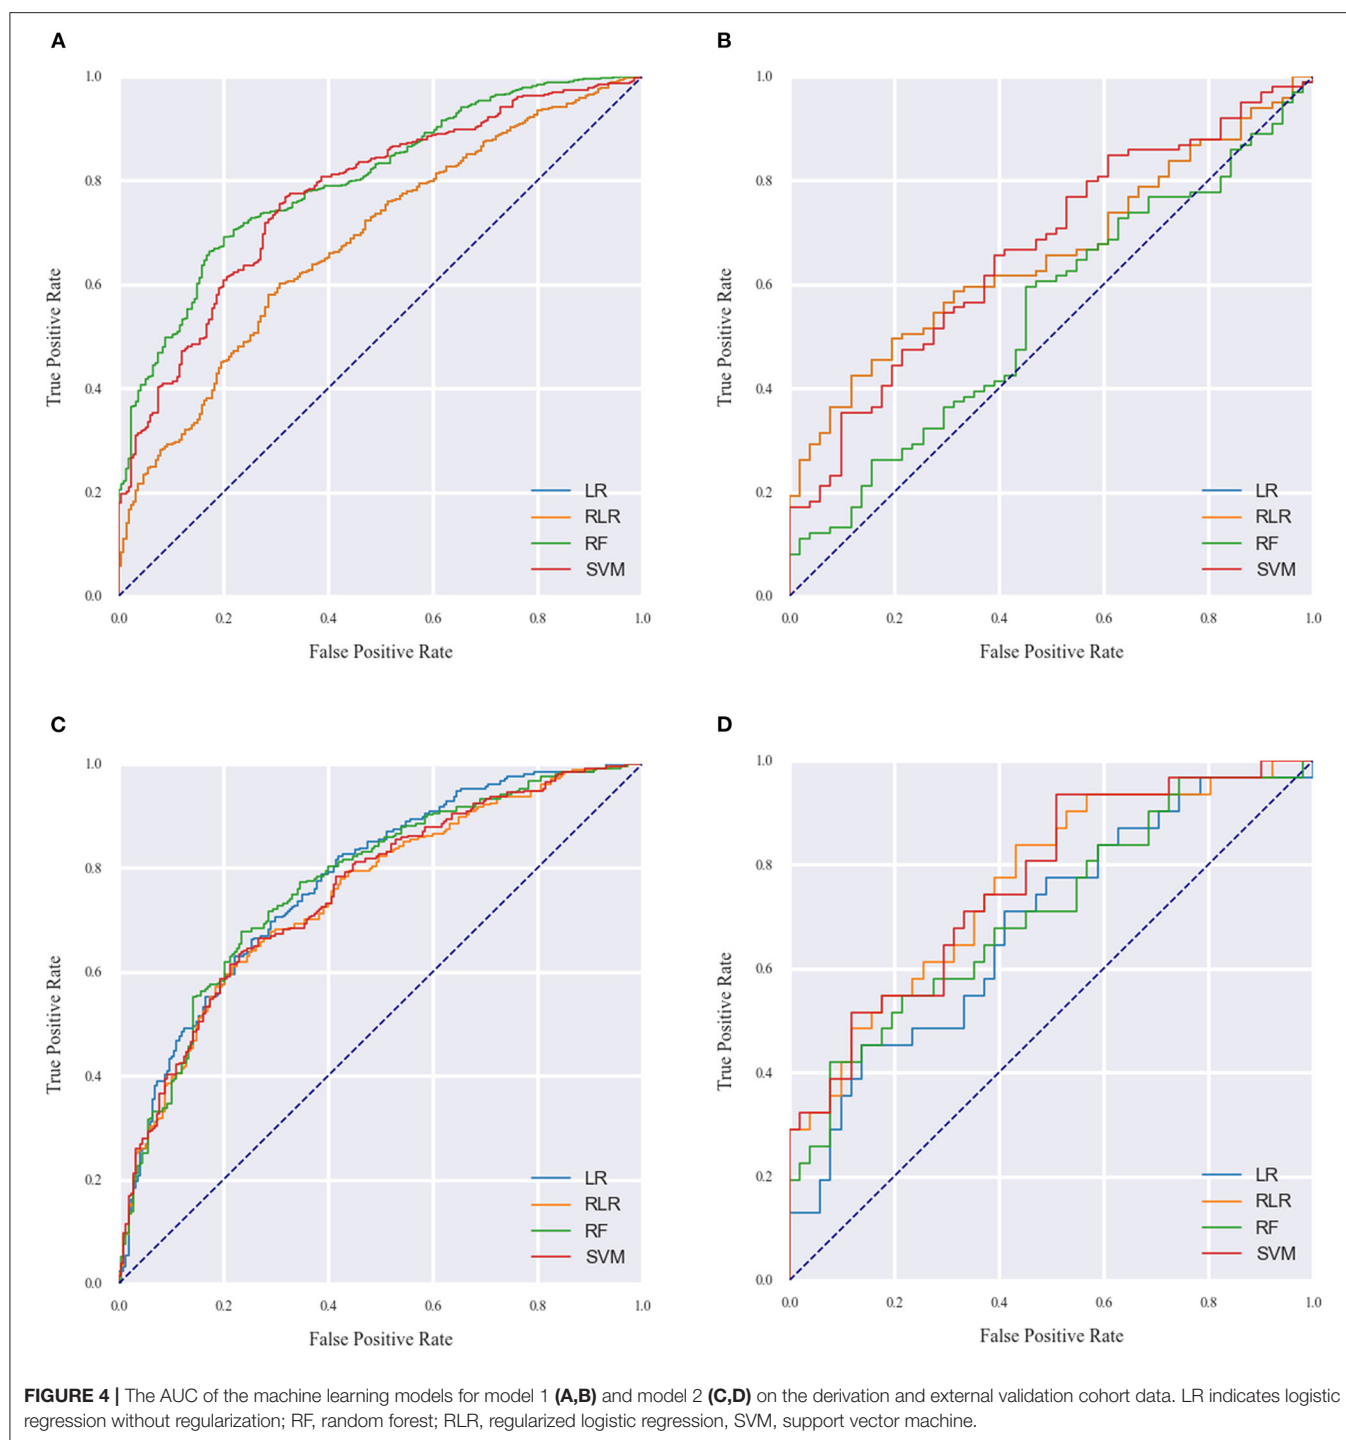 A
1.0
0.8
0.6
0.4
0.2
0.0
True Positive Rate
LR
RLR
RF
SVM
0.0 0.2 0.4 0.6 0.8 1.0
False Positive Rate
B
1.0
0.8
0.6
0.4
0.2
0.0
True Positive Rate
LR
RLR
RF
SVM
0.0 0.2 0.4 0.6 0.8 1.0
False Positive Rate
C
1.0
0.8
0.6
0.4
0.2
0.0
True Positive Rate
LR
RLR
RF
SVM
0.0 0.2 0.4 0.6 0.8 1.0
False Positive Rate
D
1.0
0.8
0.6
0.4
0.2
0.0
True Positive Rate
LR
RLR
RF
SVM
0.0 0.2 0.4 0.6 0.8 1.0
False Positive Rate
FIGURE 4 | The AUC of the machine learning models for model 1 (A,B) and model 2 (C,D) on the derivation and external validation cohort data. LR indicates logistic
regression without regularization; RF, random forest; RLR, regularized logistic regression, SVM, support vector machine.